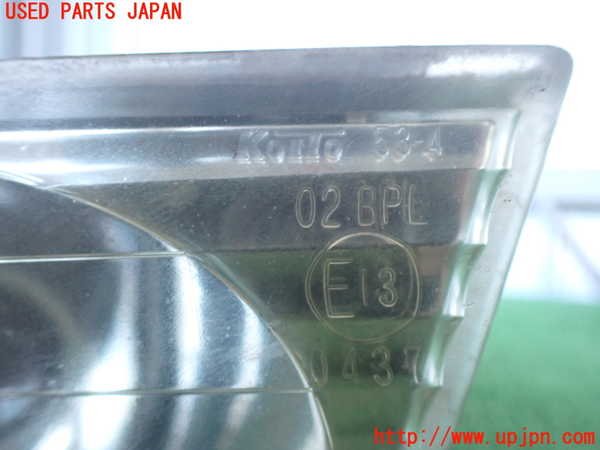 USED PARTS JAPAN
KOITO 53-4
02 BPL
E13
0437
http://www.upjpn.com/